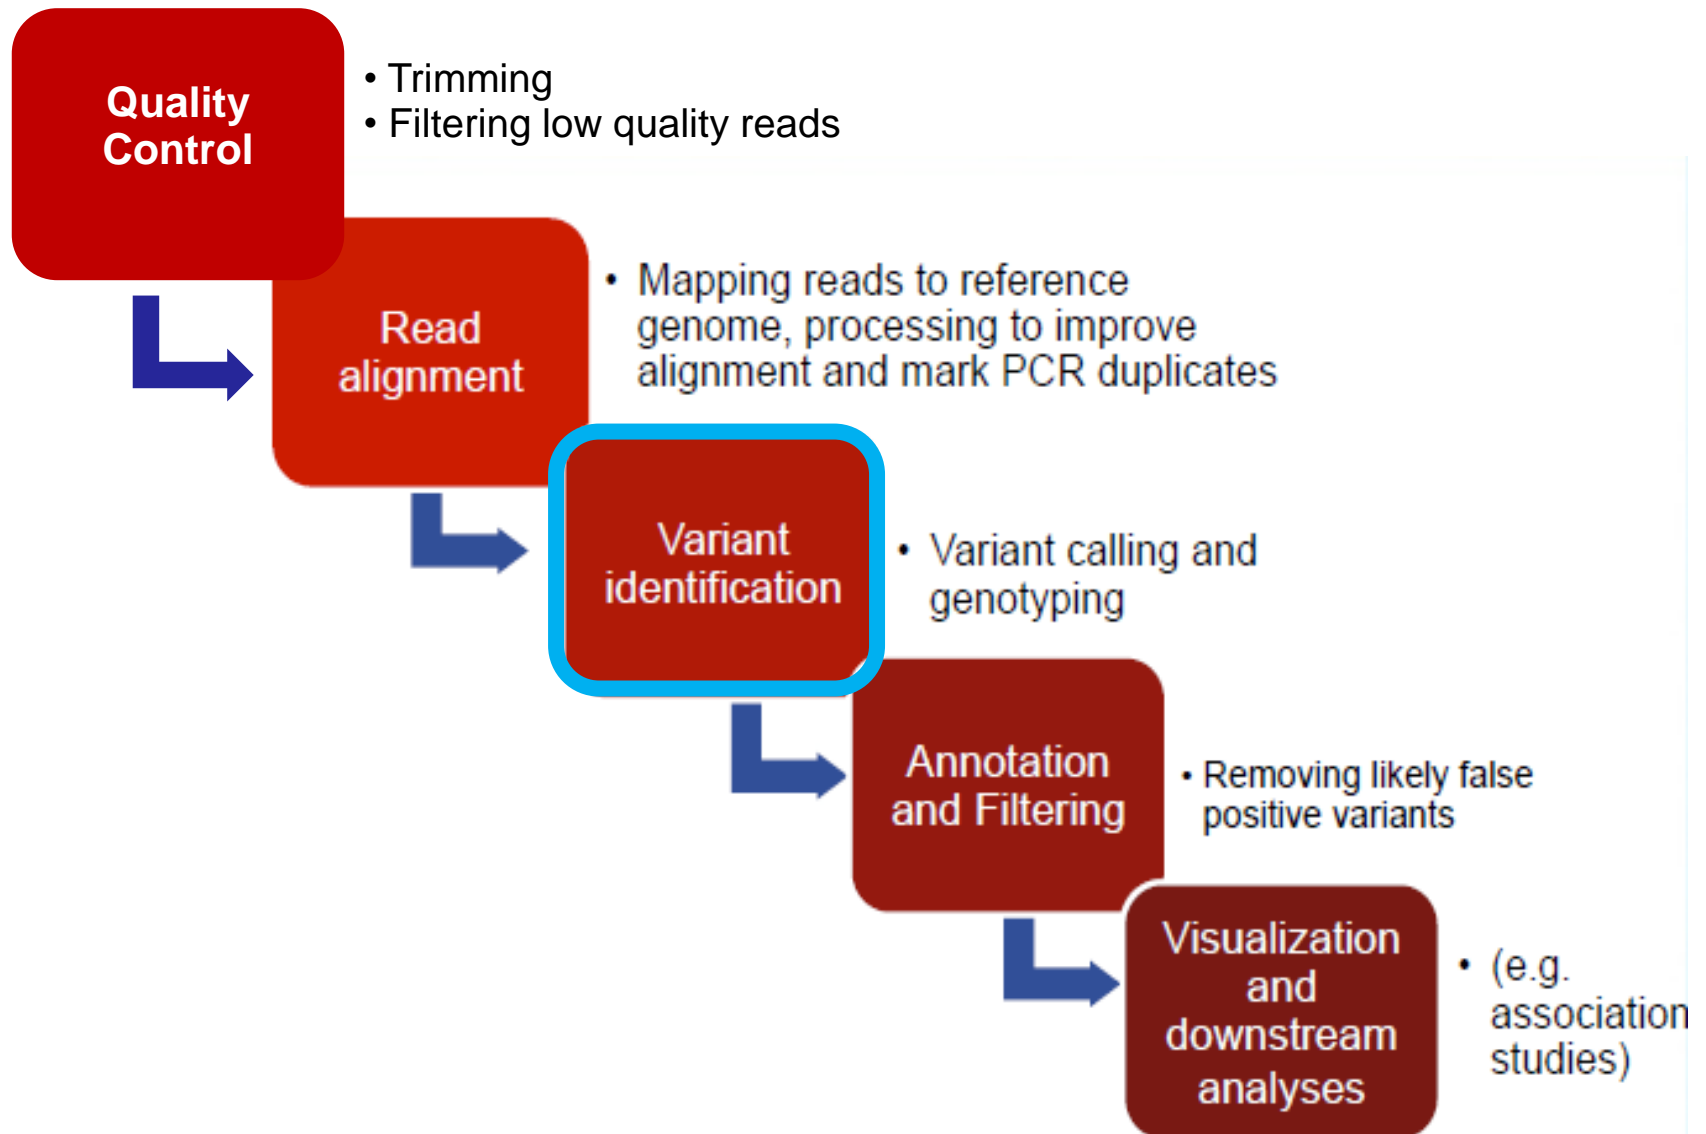 Quality
Control
• Trimming
• Filtering low quality reads
Read
alignment
• Mapping reads to reference
genome, processing to improve
alignment and mark PCR duplicates
Variant
identification
• Variant calling and
genotyping
Annotation
and Filtering
• Removing likely false
positive variants
Visualization
and
downstream
analyses
• (e.g.
association
studies)